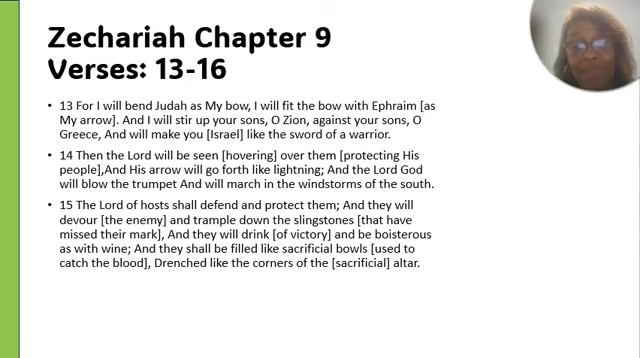 Zechariah Chapter 9
Verses: 13-16
• 13 For I will bend Judah as My bow, I will fit the bow with Ephraim [as
My arrow]. And I will stir up your sons, O Zion, against your sons, O
Greece, And will make you [Israel] like the sword of a warrior.
• 14 Then the Lord will be seen [hovering] over them [protecting His
people],And His arrow will go forth like lightning; And the Lord God
will blow the trumpet And will march in the windstorms of the south.
• 15 The Lord of hosts shall defend and protect them; And they will
devour [the enemy] and trample down the slingstones [that have
missed their mark], And they will drink [of victory] and be boisterous
as with wine; And they shall be filled like sacrificial bowls [used to
catch the blood], Drenched like the corners of the [sacrificial] altar.